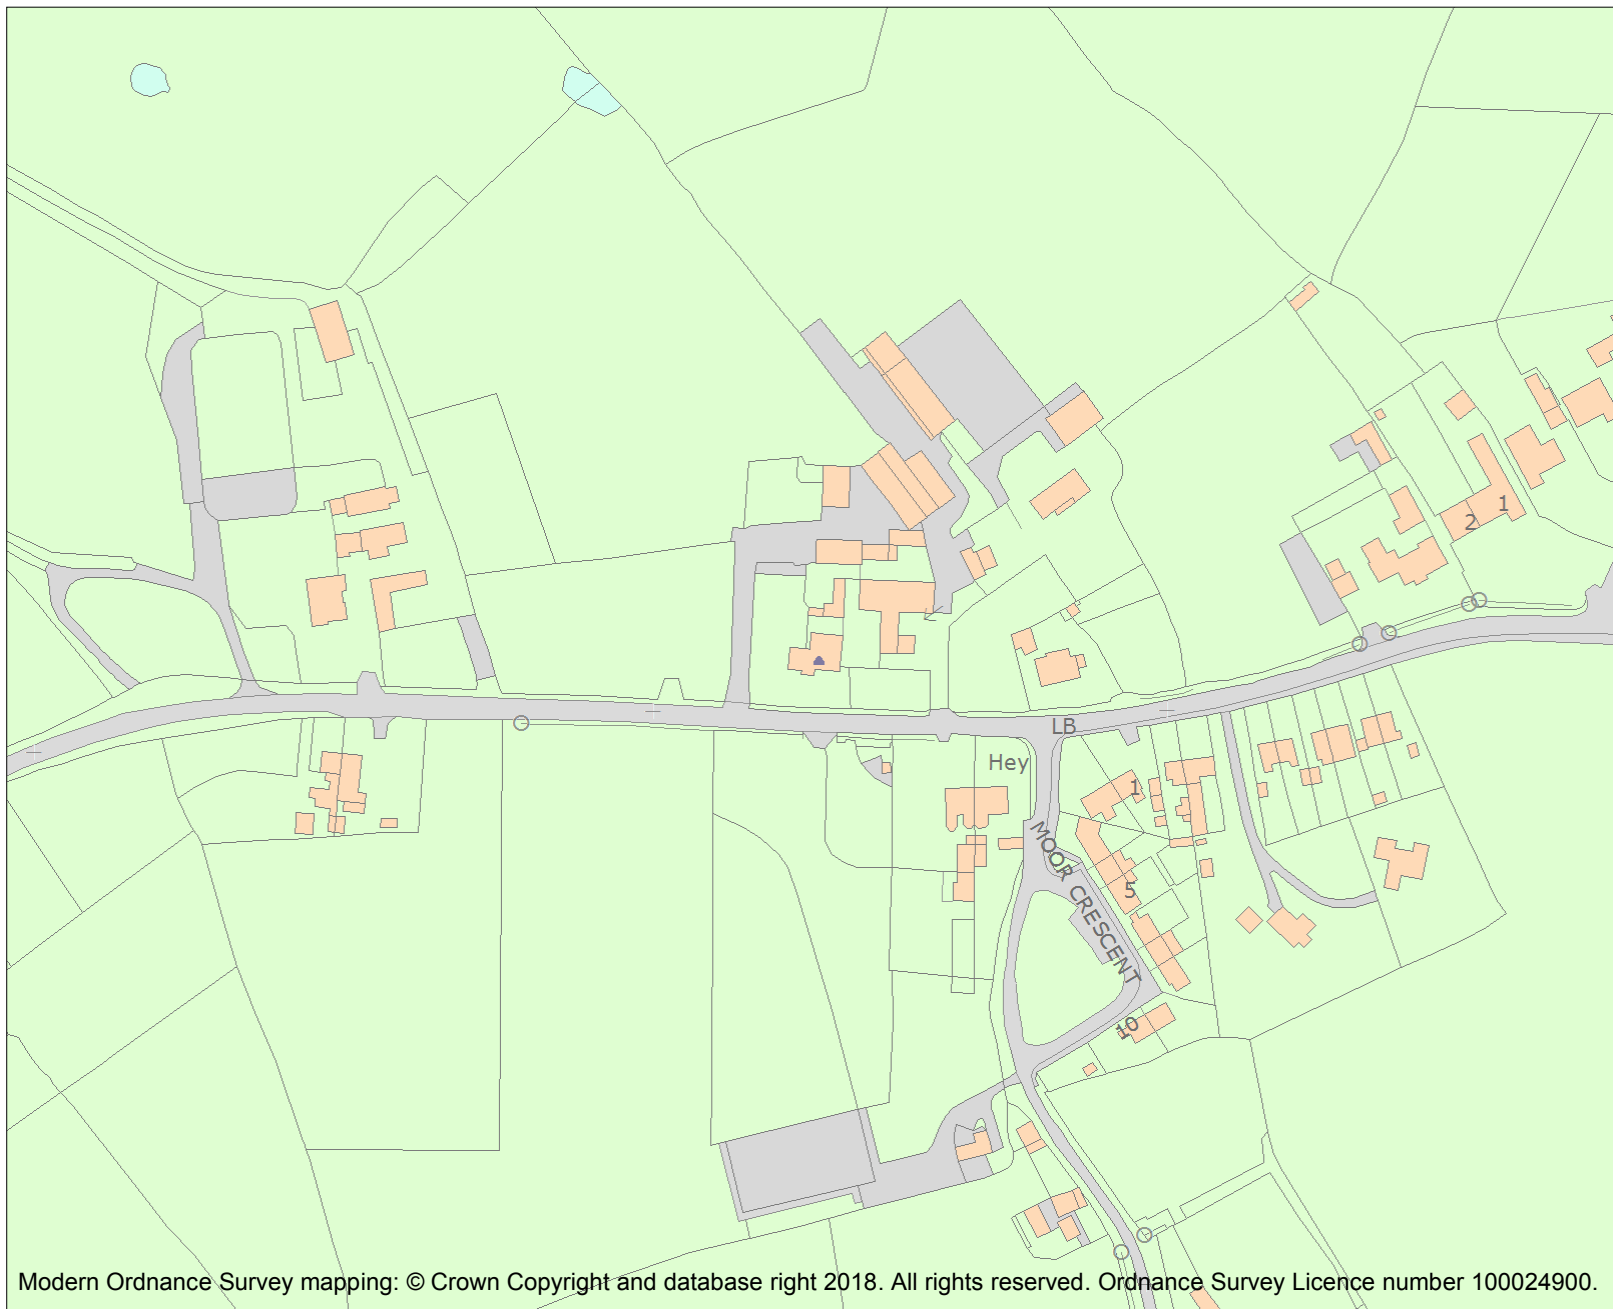 1
2
LB
Hey
1
MOOR CRESCENT
5
10
Modern Ordnance Survey mapping: © Crown Copyright and database right 2018. All rights reserved. Ordnance Survey Licence number 100024900.